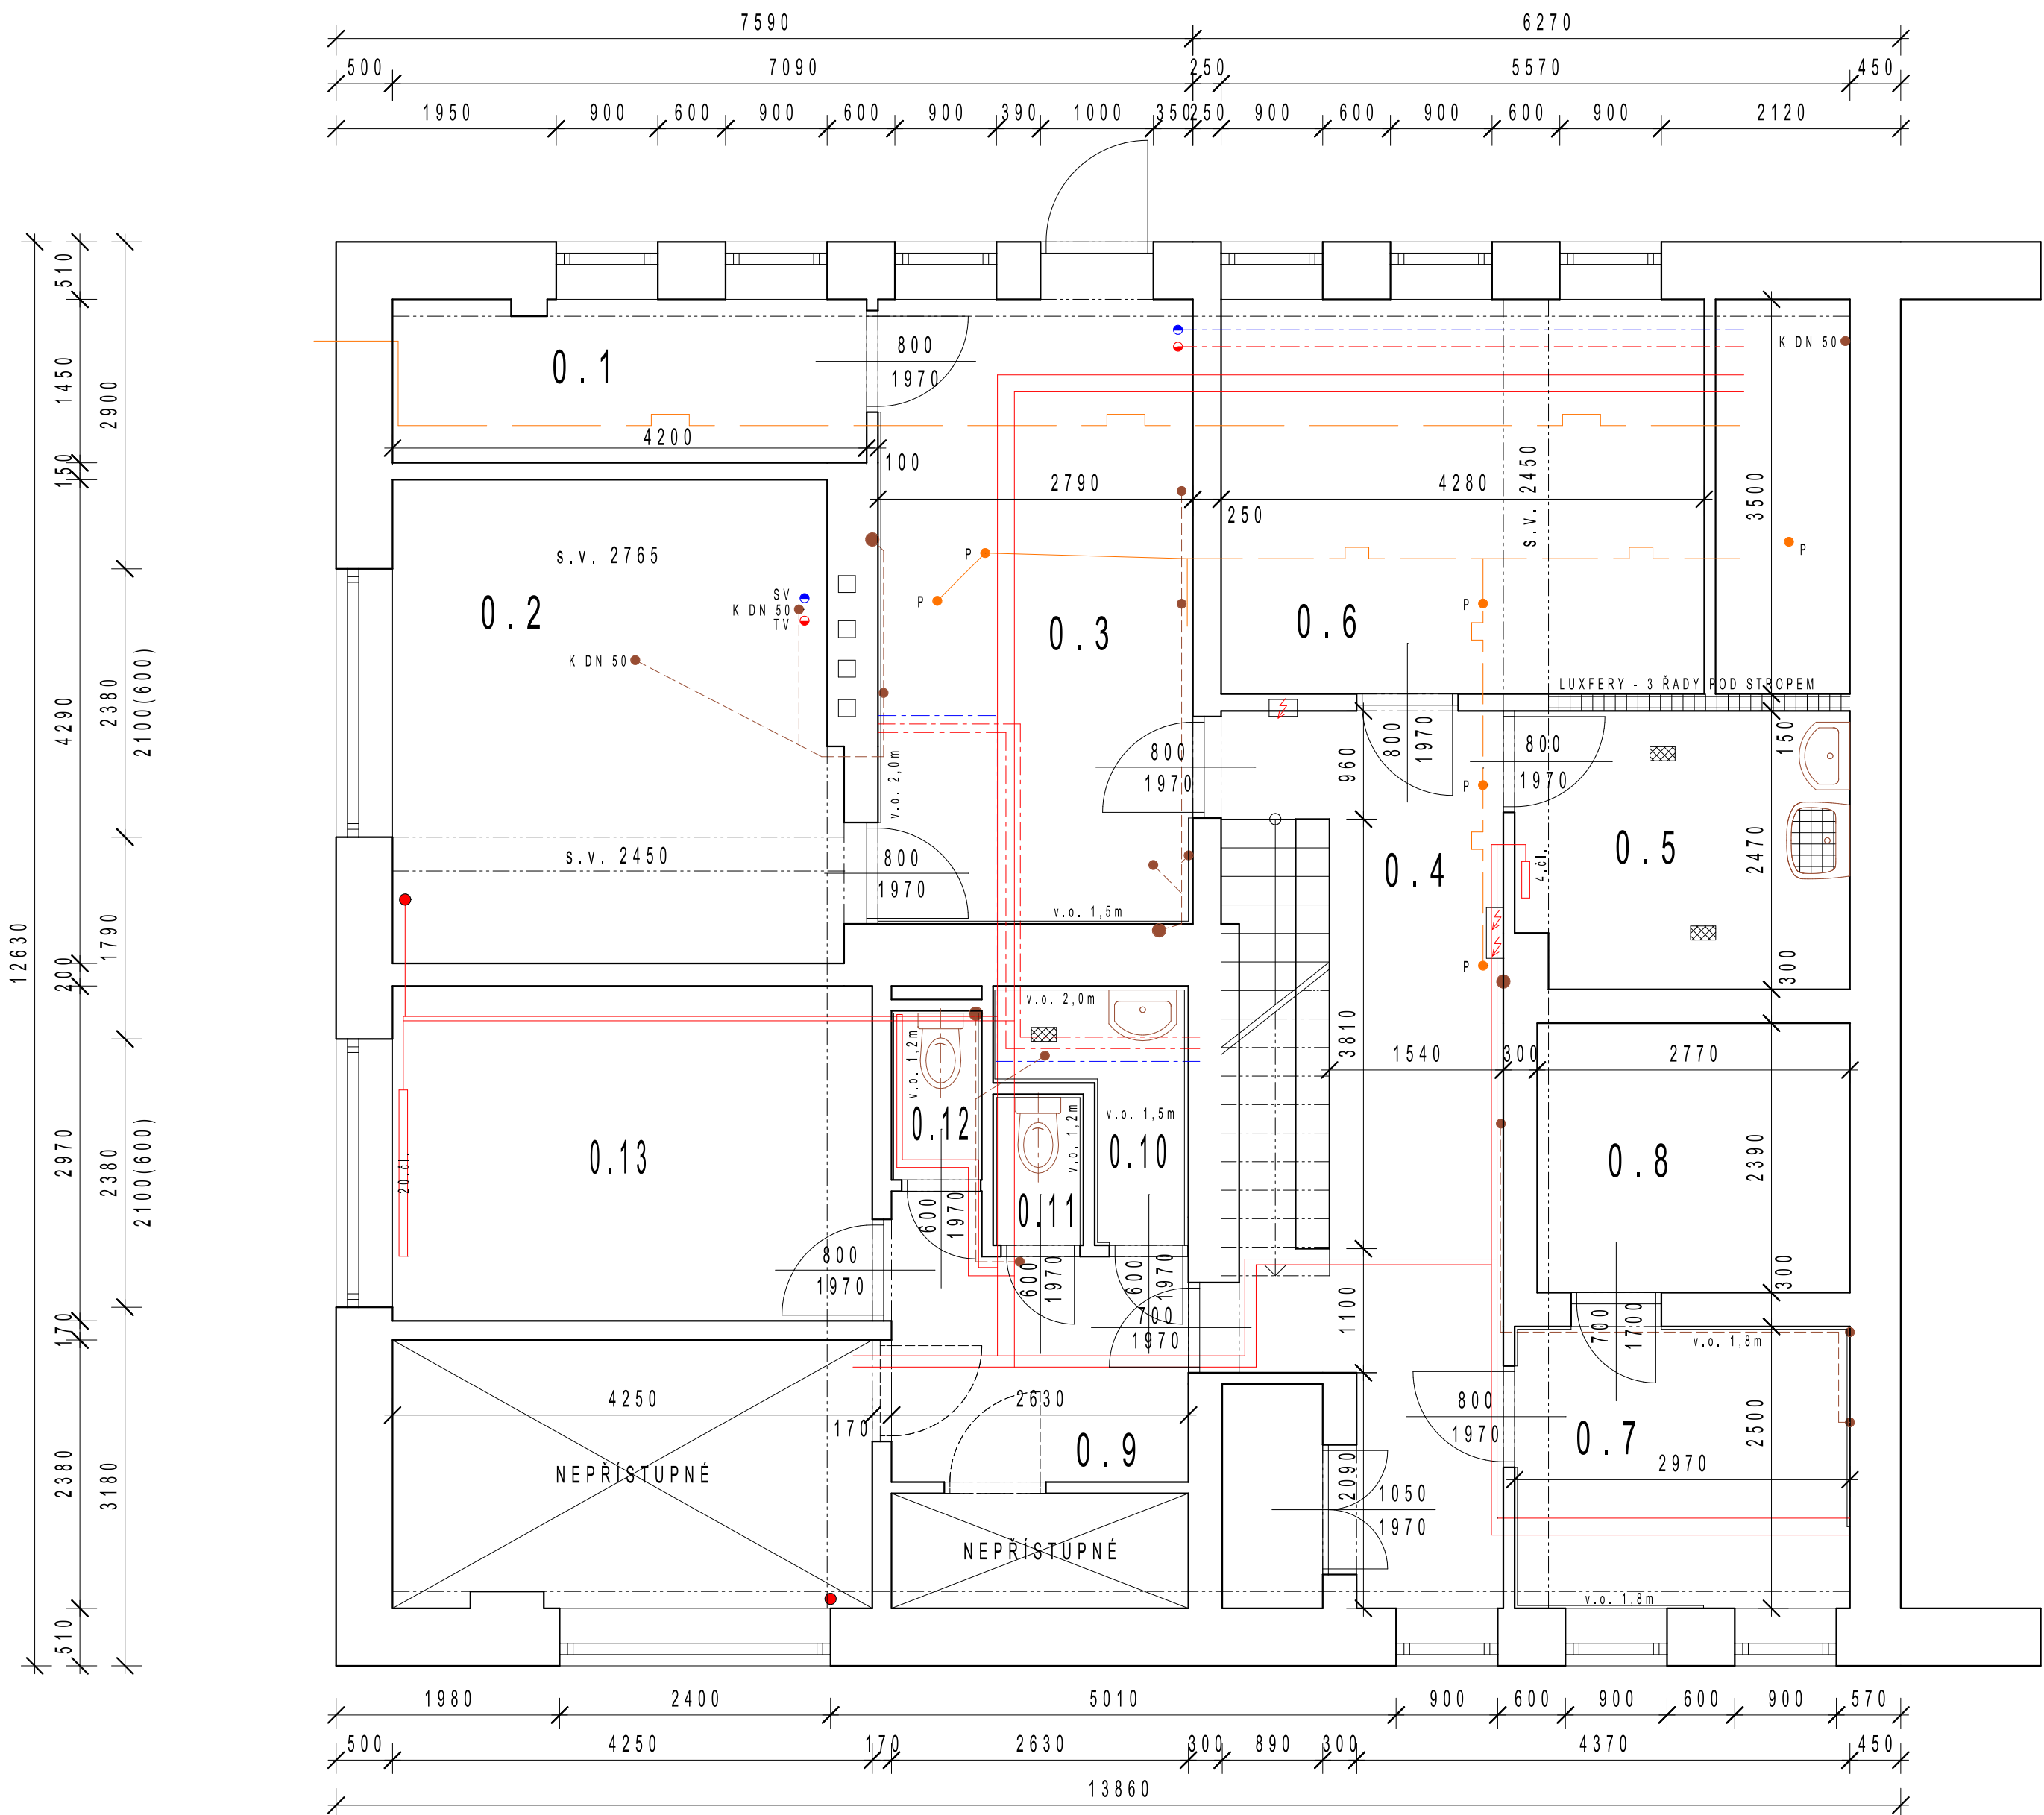 7590 6270
500 7090 250 5570 450
1950 900 600 900 600 900 390 1000 350 250 900 600 900 600 900 2120
12630
510 1450 150 4290 200 2970 170 2380 510
2900 2380 1790 2380 3180
2100(600)
2100(600)
0.1
800
1970
4200
100
K DN 50
2790
250
4280
s.v. 2450
3500
s.v. 2765
0.2
SV
K DN 50
TV
K DN 50
P
P
0.3
0.6
P
P
LUXFERY - 3 ŘADY POD STROPEM
v.o. 2,0m
800
1970
960
800
1970
800
1970
150
P
s.v. 2450
800
1970
0.4
0.5
4.čl.
2470
v.o. 1,5m
P
300
v.o. 2,0m
3810
1540 300 2770
v.o. 1,2m
0.12
v.o. 1,2m
v.o. 1,5m
0.10
0.13
20.čl.
0.8
2390
0.11
600
1970
800
1970
600
1970
600
1970
700
1970
1100
300
700
1700
v.o. 1,8m
4250
170
2630
0.9
NEPŘÍSTUPNÉ
NEPŘÍSTUPNÉ
2090
1050
1970
800
1970
0.7
2500
2970
v.o. 1,8m
1980 2400 5010 900 600 900 600 900 570
500 4250 170 2630 300 890 300 4370 450
13860